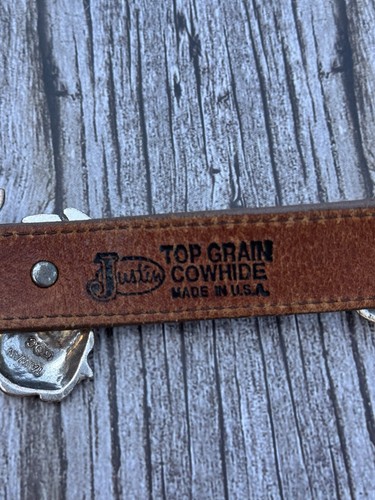 Justin
TOP GRAIN
COWHIDE
MADE IN U.S.A.